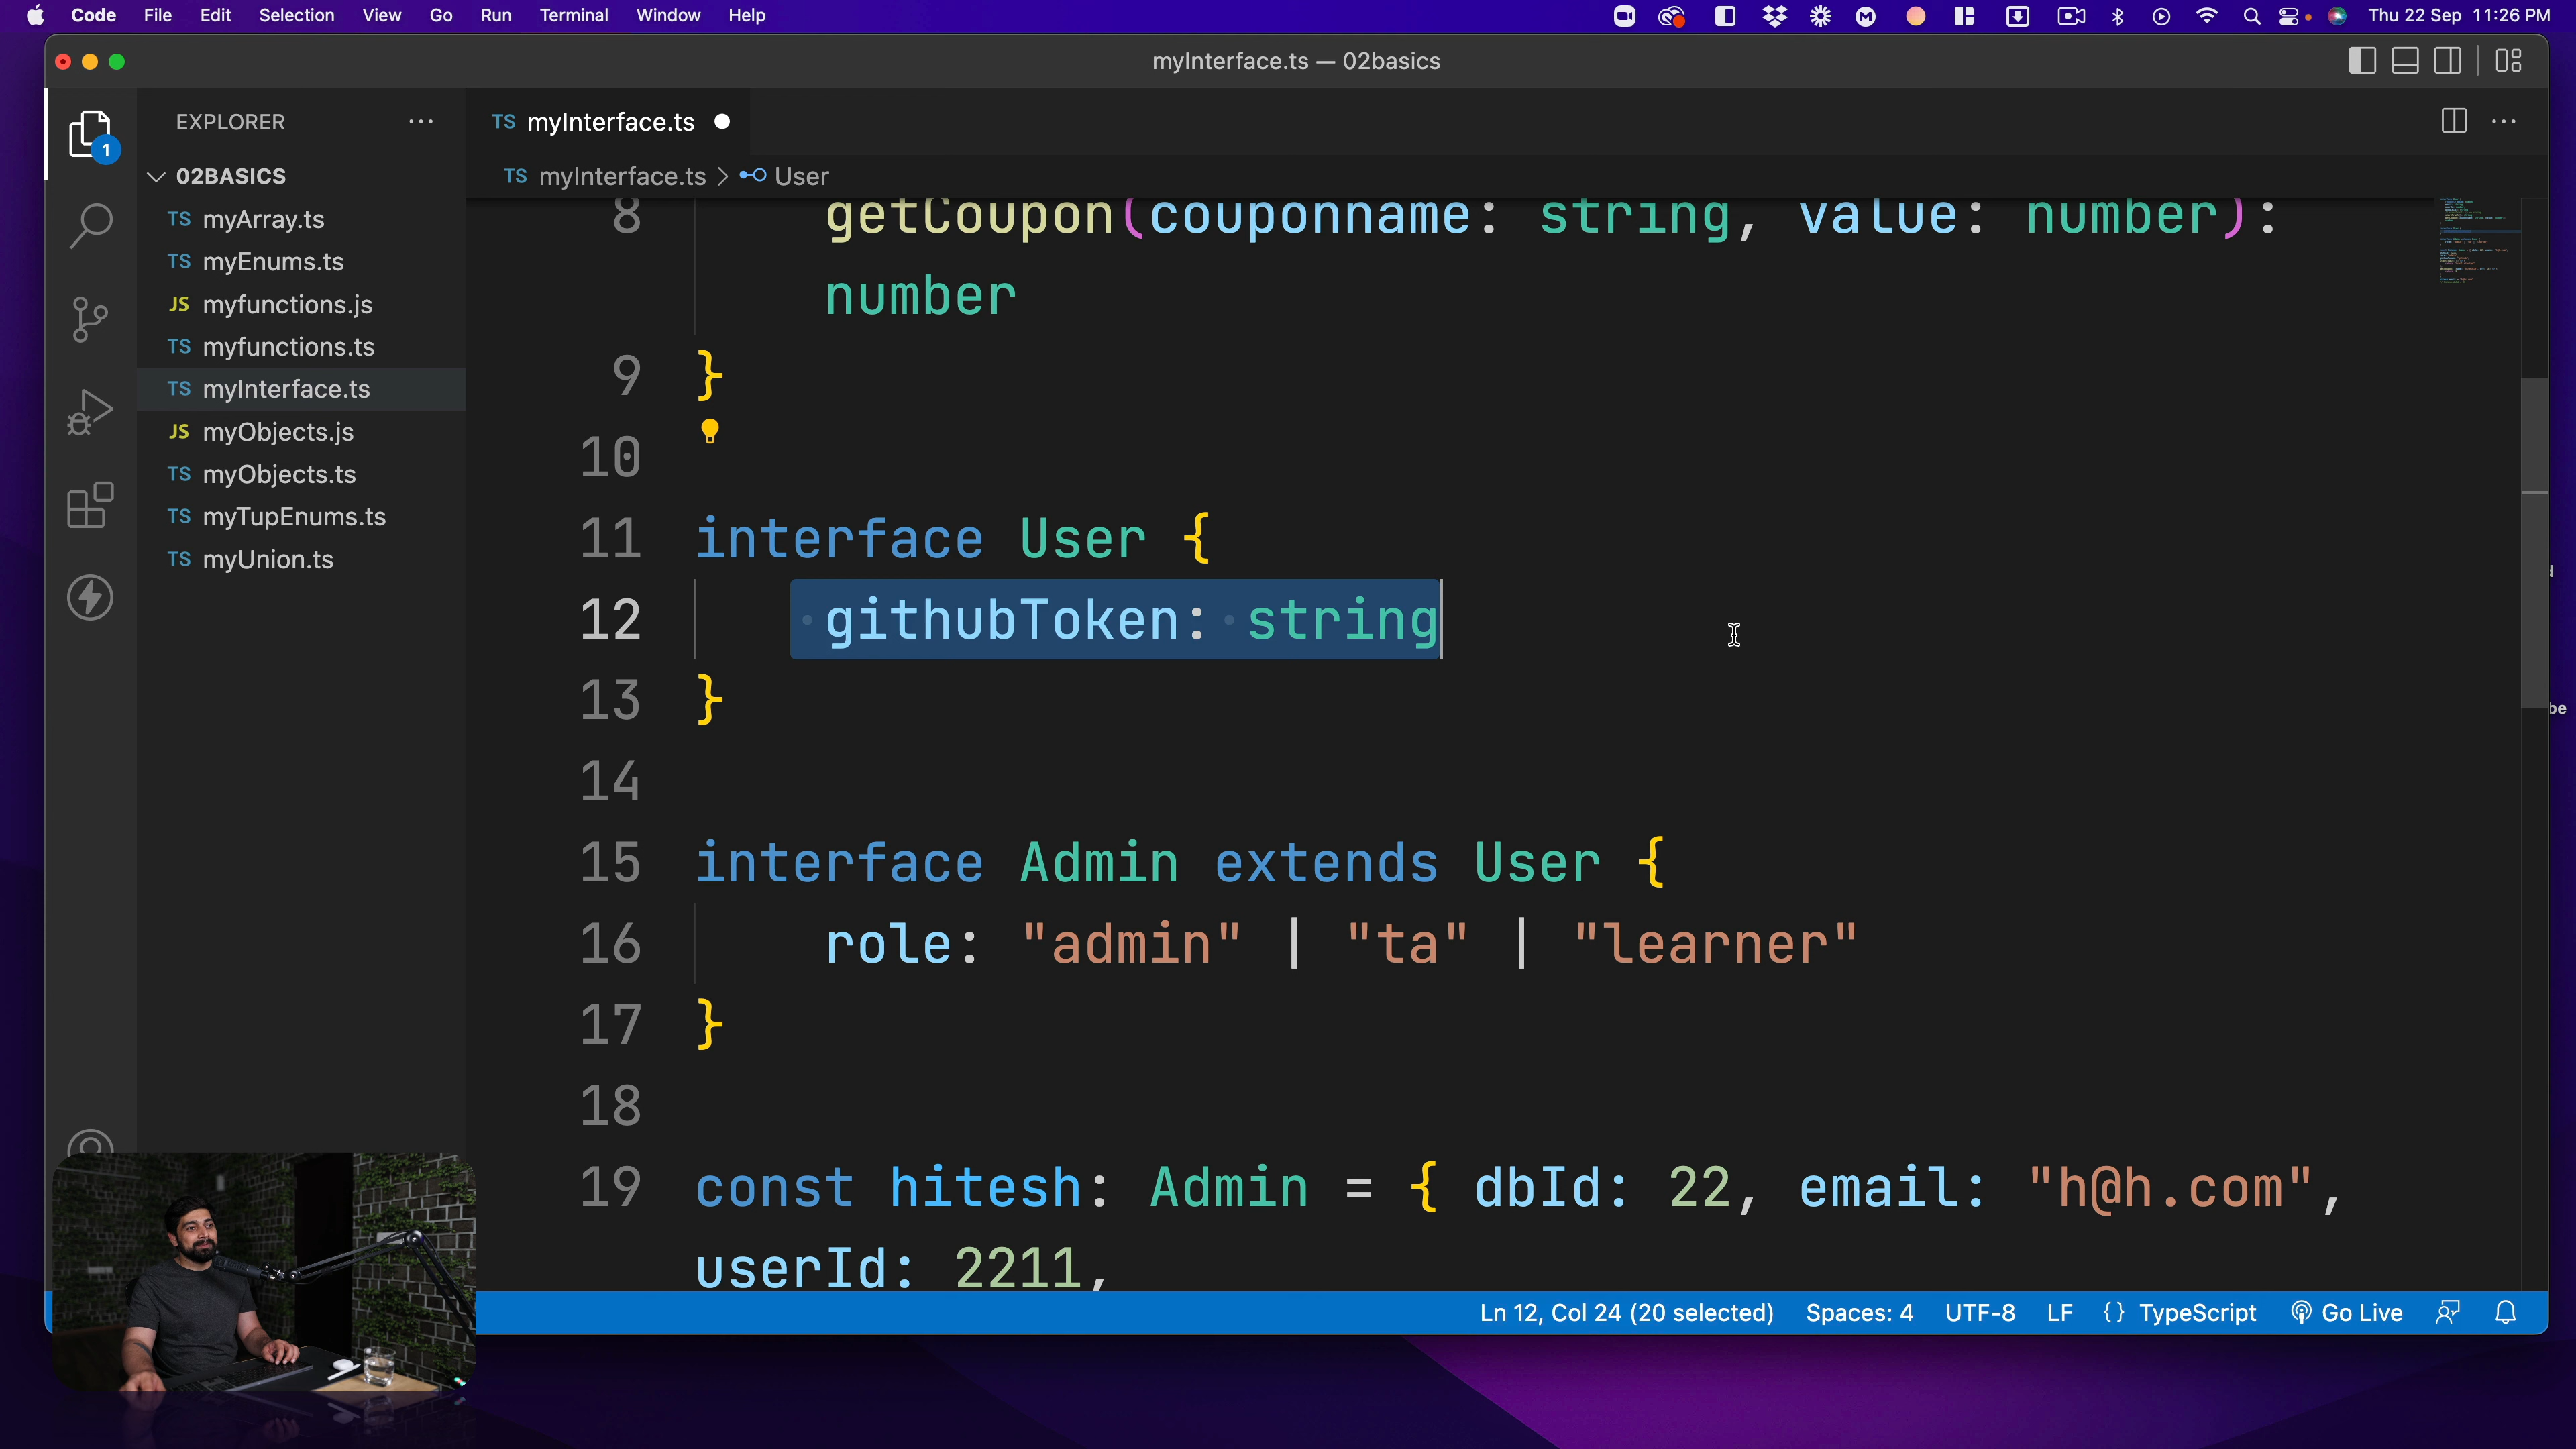 Code File Edit Selection View Go Run Terminal Window Help
Thu 22 Sep 11:26 PM
myInterface.ts — 02basics
EXPLORER
1
02BASICS
TS myArray.ts
TS myEnums.ts
JS myfunctions.js
TS myfunctions.ts
TS myInterface.ts
JS myObjects.js
TS myObjects.ts
TS myTupEnums.ts
TS myUnion.ts
TS myInterface.ts
TS myInterface.ts > User
8 getCoupon(couponname: string, value: number):
number
9 }
10
11 interface User {
12 githubToken: string
13 }
14
15 interface Admin extends User {
16 role: "admin" | "ta" | "learner"
17 }
18
19 const hitesh: Admin = { dbId: 22, email: "h@h.com",
userId: 2211,
be
Ln 12, Col 24 (20 selected) Spaces: 4 UTF-8 LF {} TypeScript Go Live